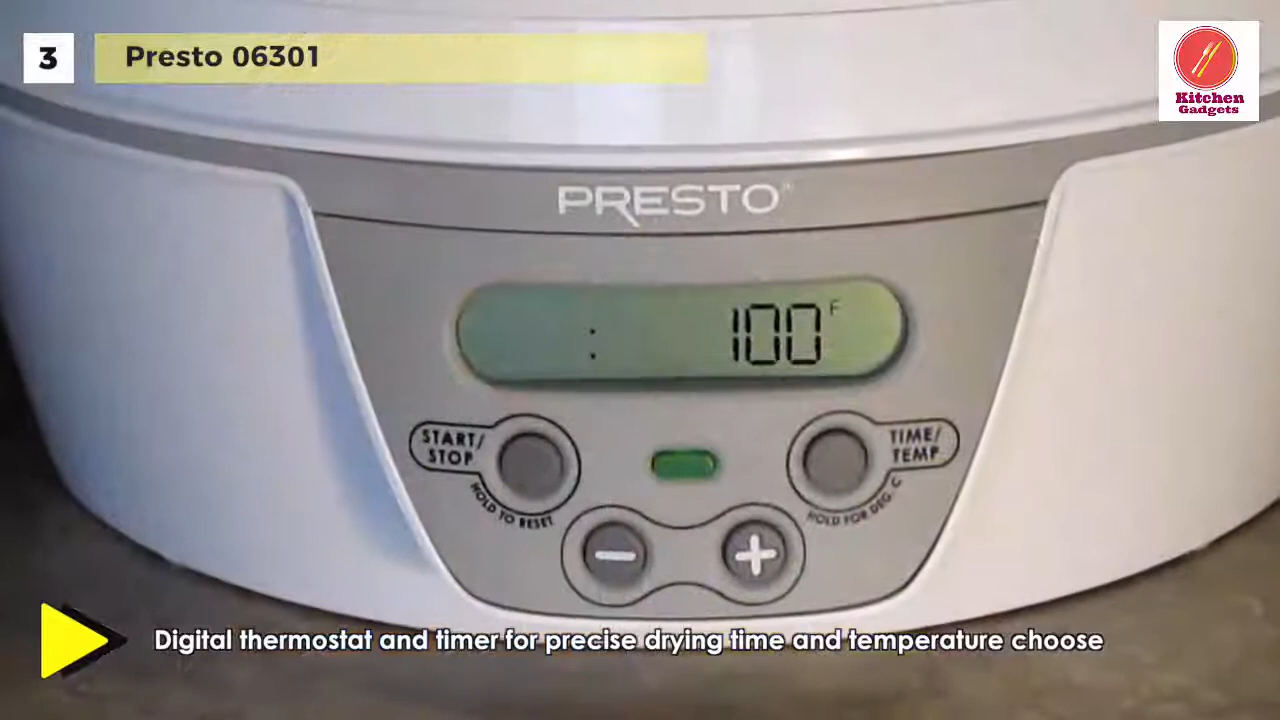 3
Presto 06301
Kitchen
Gadgets
PRESTO
: 100 F
START/
STOP
HOLD TO RESET
TIME/
TEMP
HOLD FOR DEG. C
Digital thermostat and timer for precise drying time and temperature choose